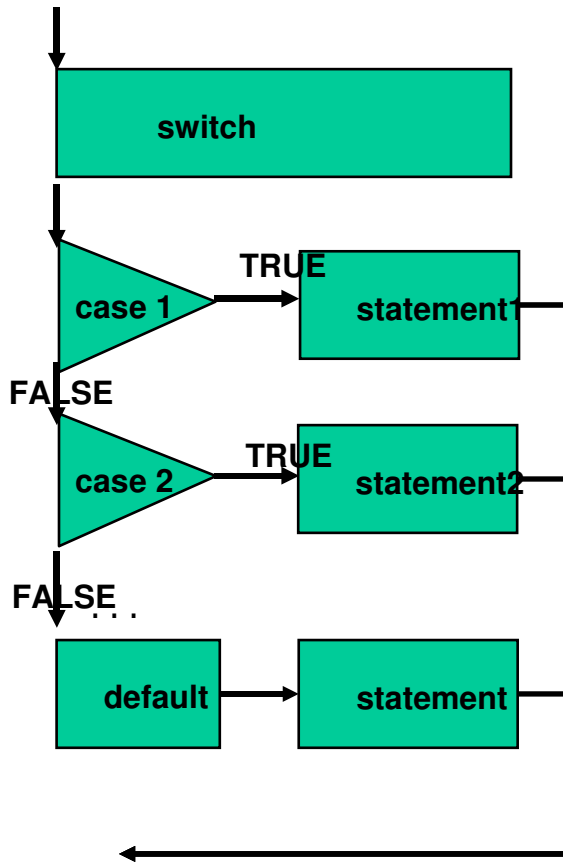 switch
TRUE
case 1
statement1
FALSE
TRUE
case 2
statement2
FALSE
. . .
default
statement